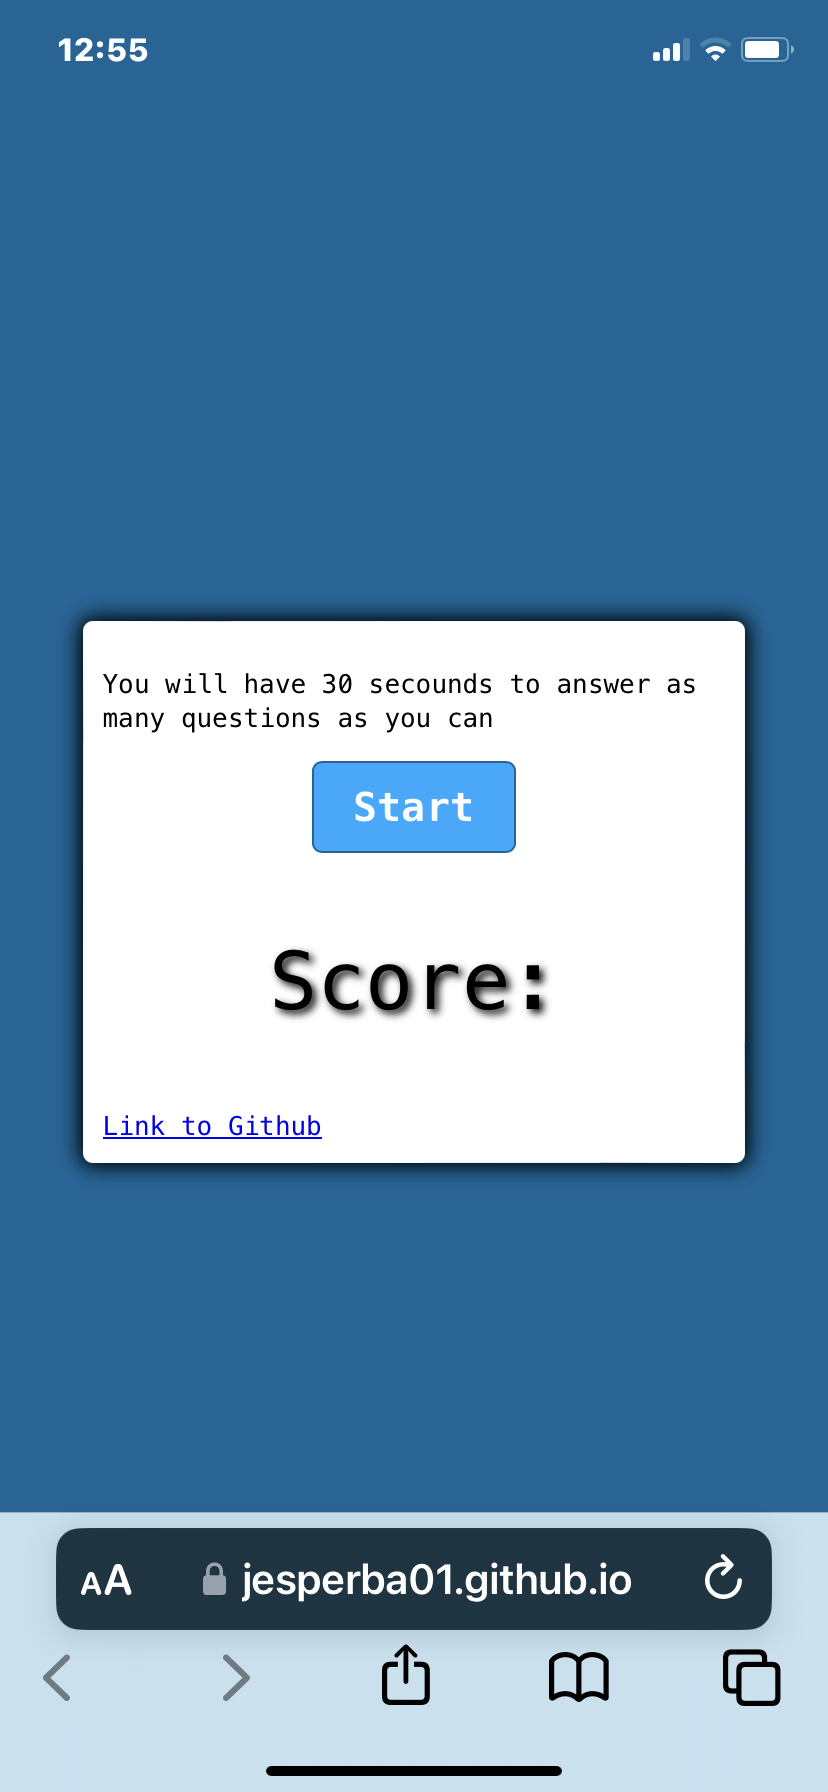 12:55
You will have 30 secounds to answer as
many questions as you can
Start
Score:
Link to Github
AA jesperba01.github.io